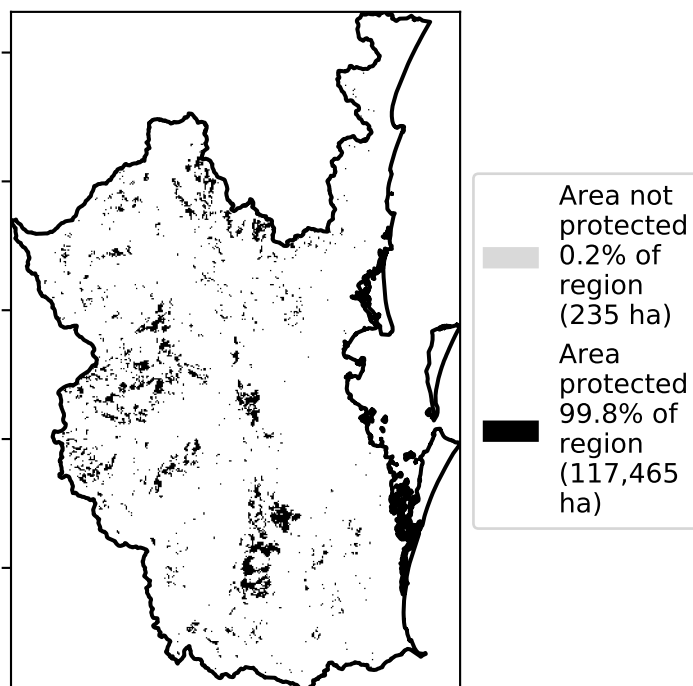 Area not
protected
0.2% of
region
(235 ha)
Area
protected
99.8% of
region
(117,465
ha)